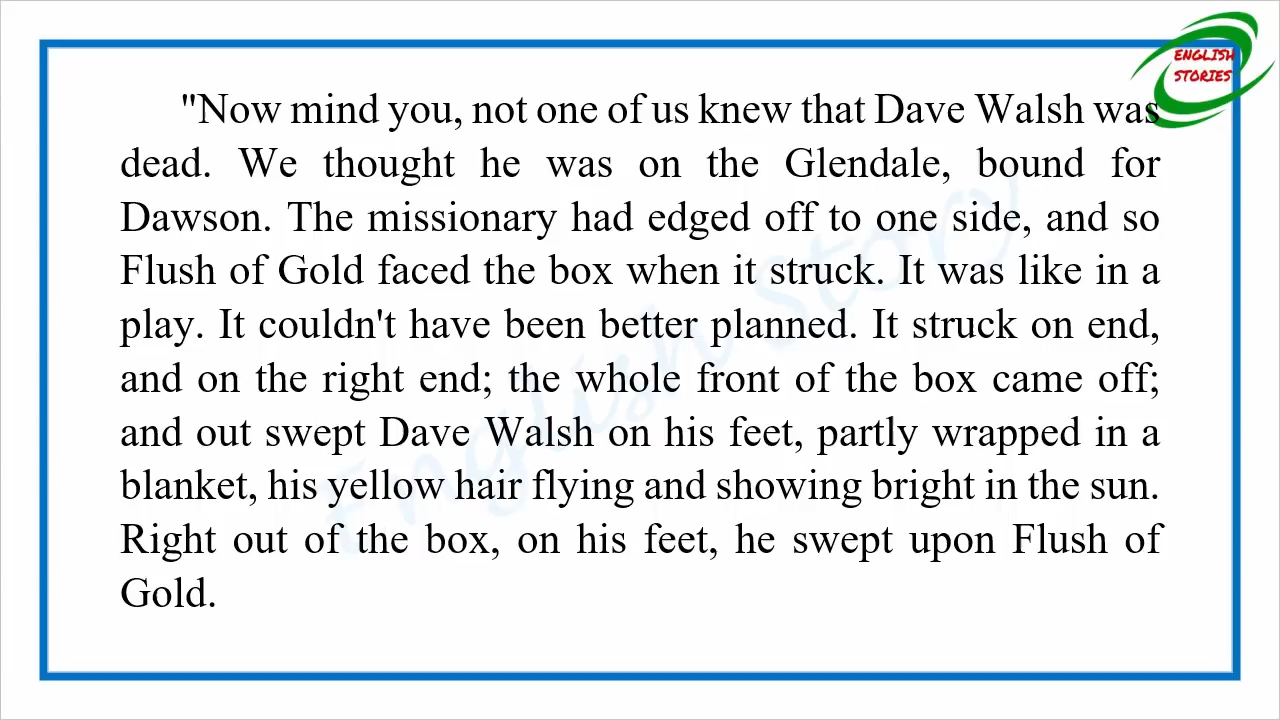 ENGLISH
STORIES
"Now mind you, not one of us knew that Dave Walsh was
dead. We thought he was on the Glendale, bound for
Dawson. The missionary had edged off to one side, and so
Flush of Gold faced the box when it struck. It was like in a
play. It couldn't have been better planned. It struck on end,
and on the right end; the whole front of the box came off;
and out swept Dave Walsh on his feet, partly wrapped in a
blanket, his yellow hair flying and showing bright in the sun.
Right out of the box, on his feet, he swept upon Flush of
Gold.
English Story